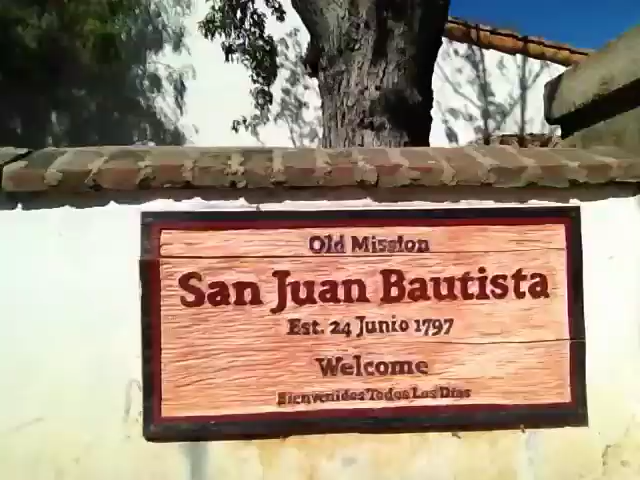 Old Mission
San Juan Bautista
Est. 24 Junio 1797
Welcome
Bienvenidos Todos Los Dias